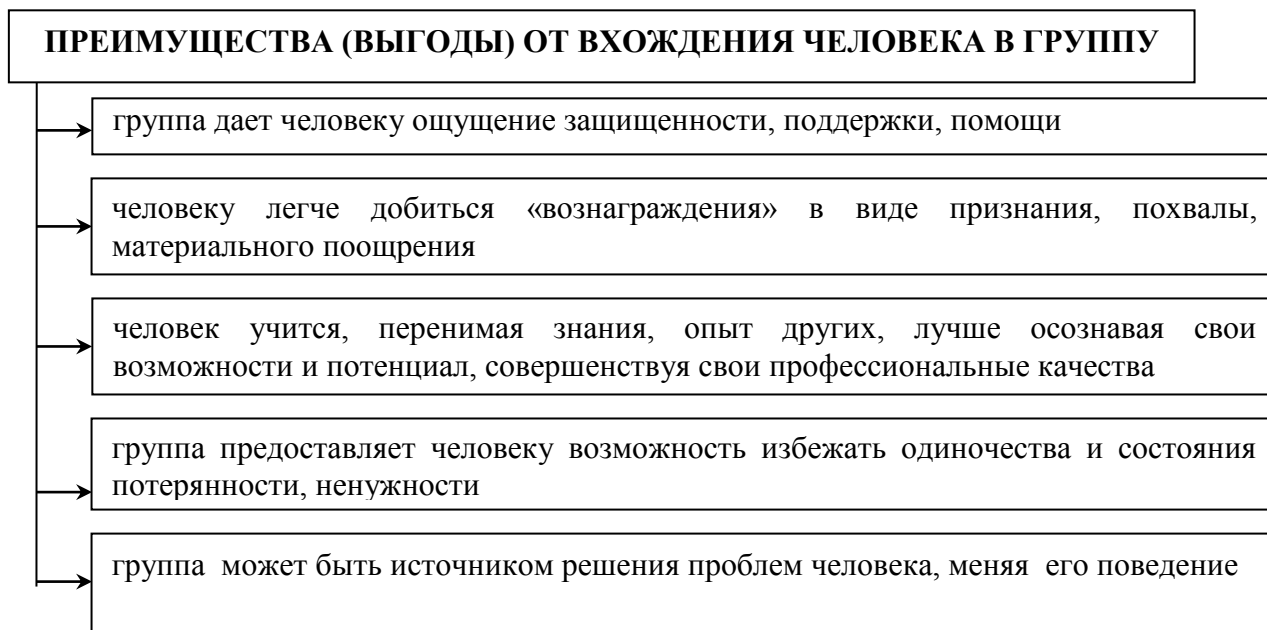 ПРЕИМУЩЕСТВА (ВЫГОДЫ) ОТ ВХОЖДЕНИЯ ЧЕЛОВЕКА В ГРУППУ
группа дает человеку ощущение защищенности, поддержки, помощи
человеку легче добиться «вознаграждения» в виде признания, похвалы,
материального поощрения
человек учится, перенимая знания, опыт других, лучше осознавая свои
возможности и потенциал, совершенствуя свои профессиональные качества
группа предоставляет человеку возможность избежать одиночества и состояния
потерянности, ненужности
группа может быть источником решения проблем человека, меняя его поведение